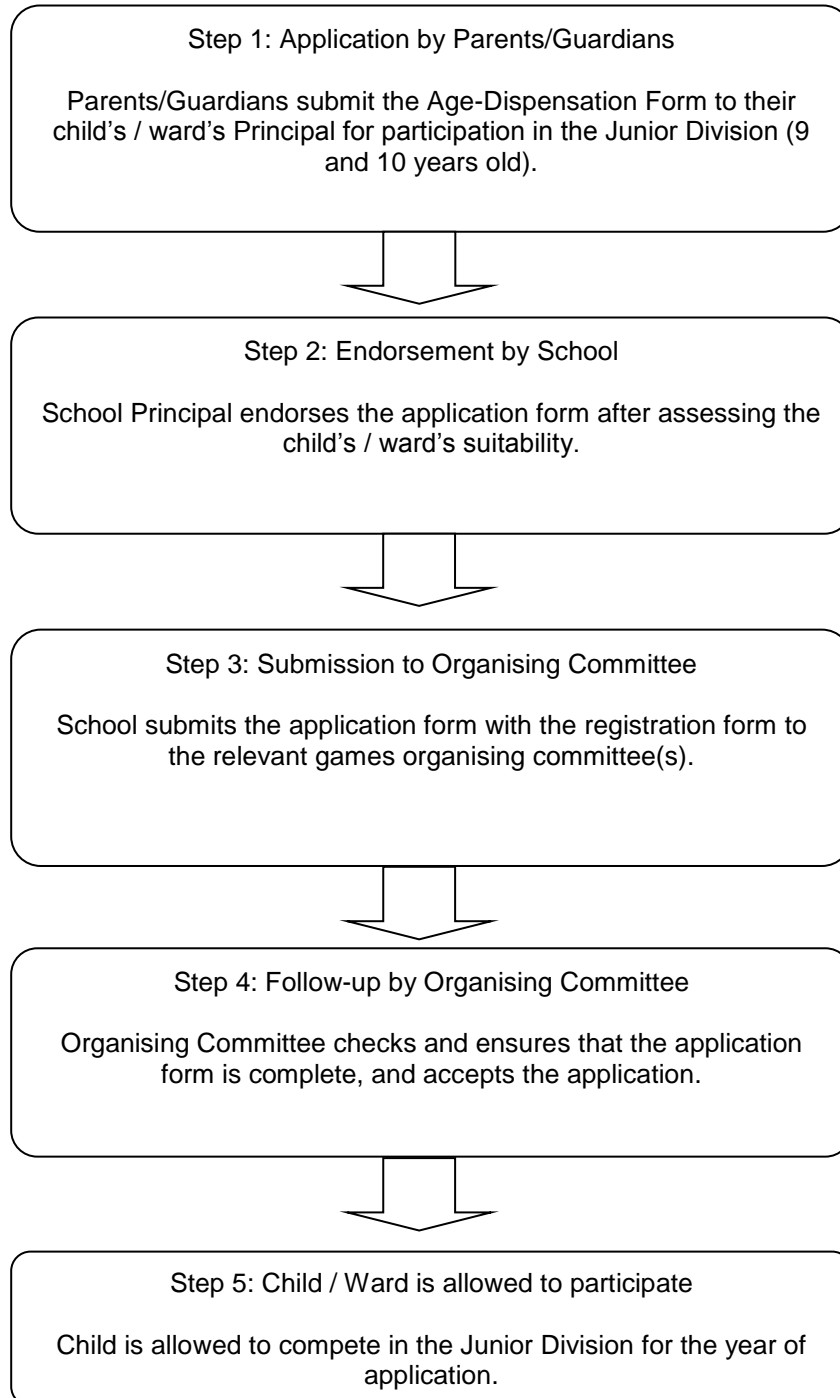 Step 1: Application by Parents/Guardians
Parents/Guardians submit the Age-Dispensation Form to their
child’s / ward’s Principal for participation in the Junior Division (9
and 10 years old).
Step 2: Endorsement by School
School Principal endorses the application form after assessing the
child’s / ward’s suitability.
Step 3: Submission to Organising Committee
School submits the application form with the registration form to
the relevant games organising committee(s).
Step 4: Follow-up by Organising Committee
Organising Committee checks and ensures that the application
form is complete, and accepts the application.
Step 5: Child / Ward is allowed to participate
Child is allowed to compete in the Junior Division for the year of
application.